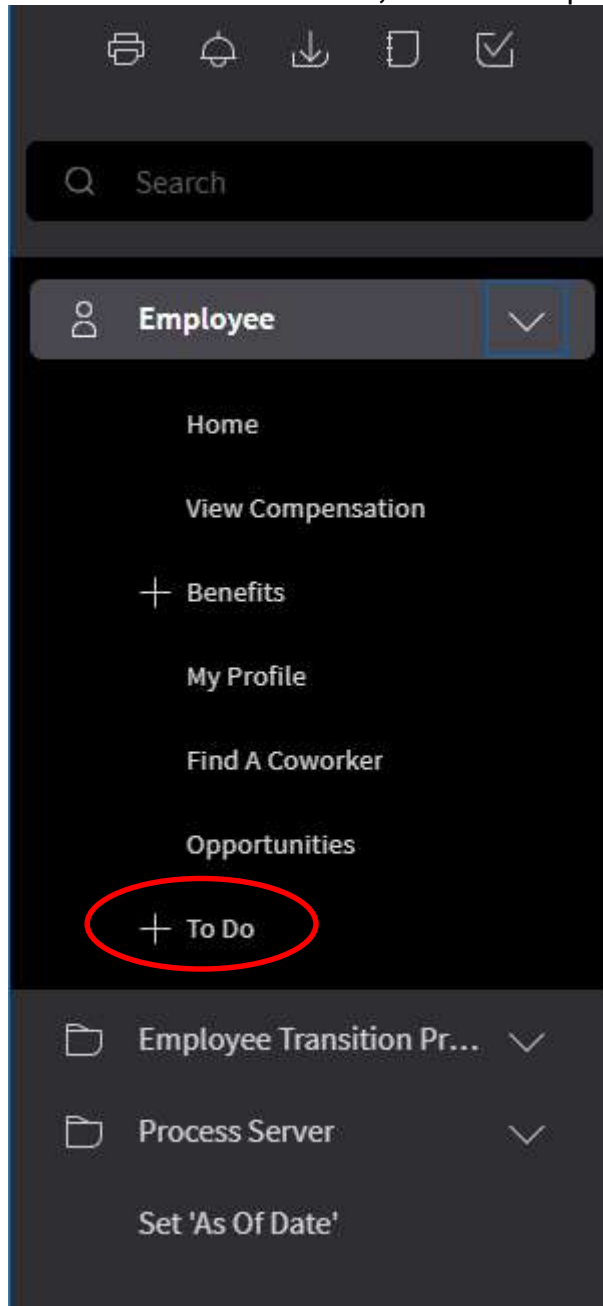 Search
Employee
Home
View Compensation
+ Benefits
My Profile
Find A Coworker
Opportunities
+ To Do
Employee Transition Pr...
Process Server
Set 'As Of Date'